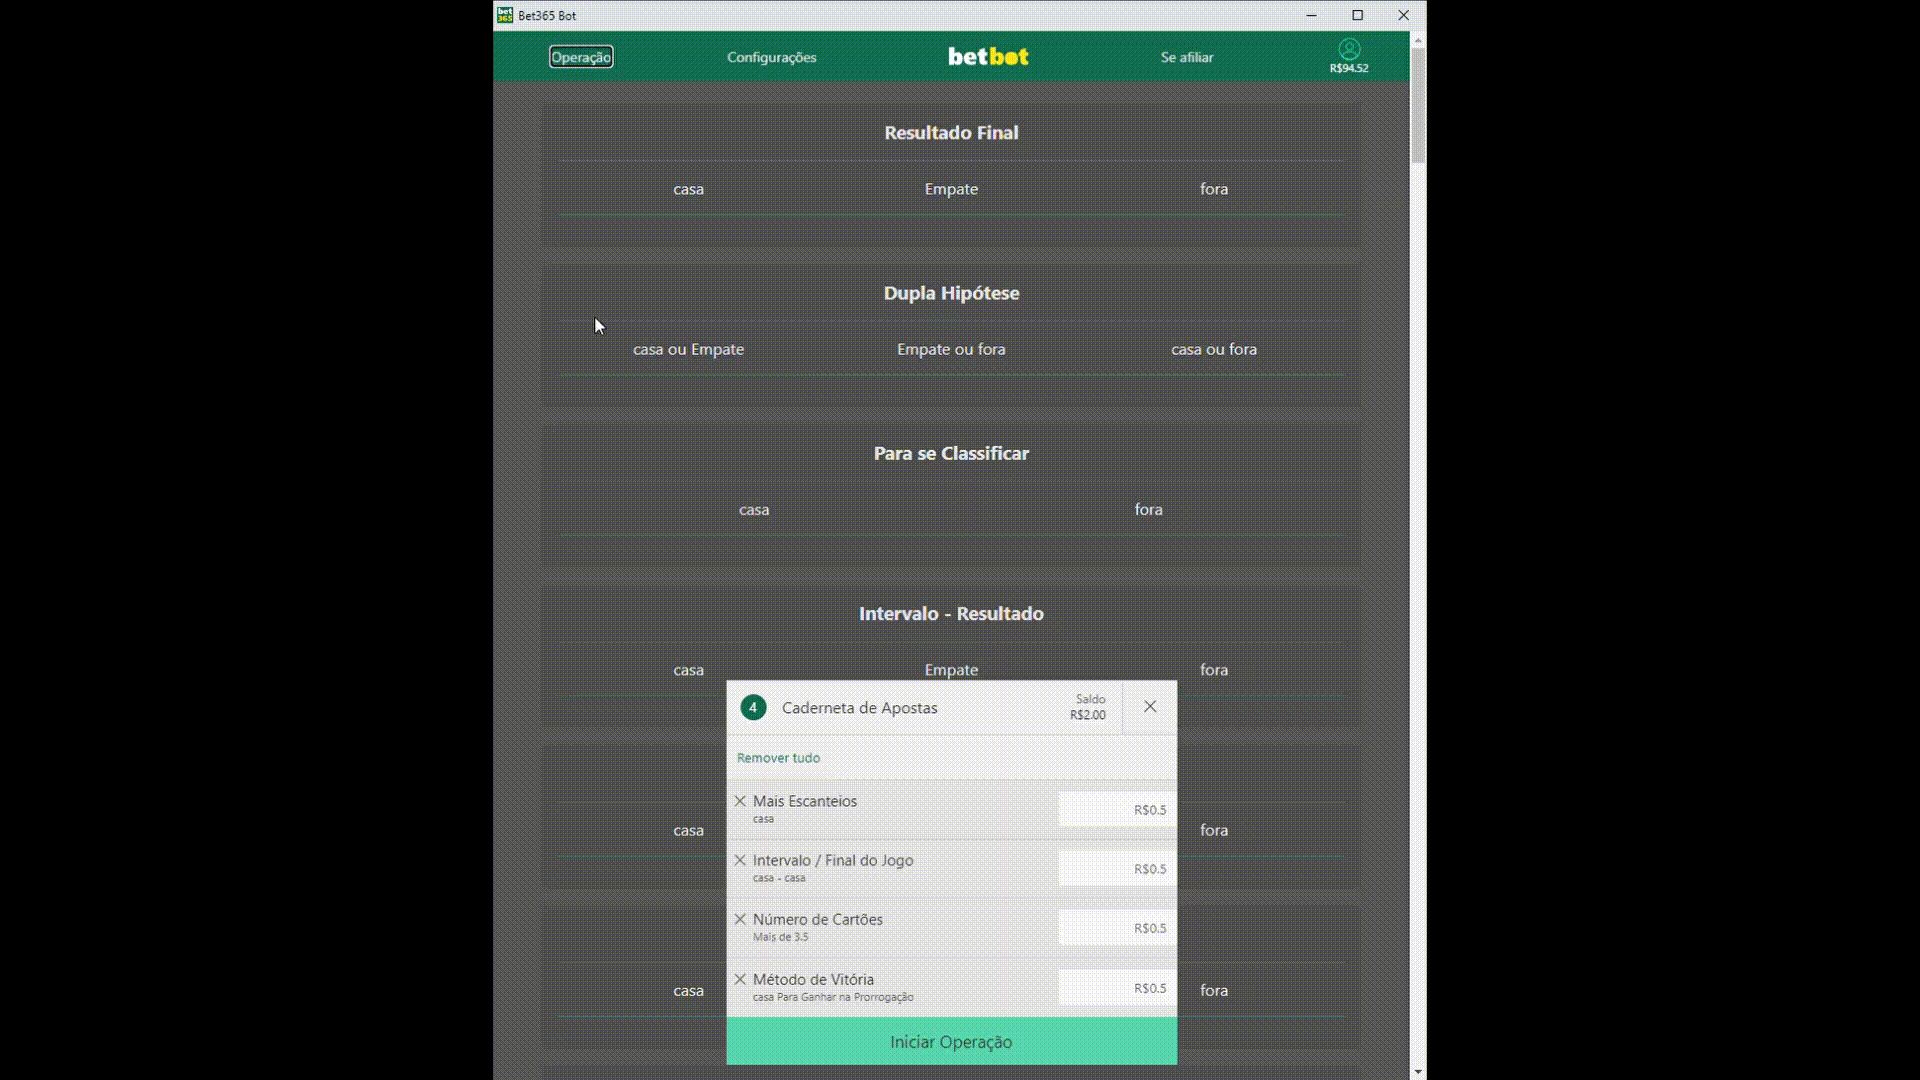 bet
365
Bet365 Bot
Operação
Configurações
betbot
Se afiliar
R$94.52
Resultado Final
casa
Empate
fora
Dupla Hipótese
casa ou Empate
Empate ou fora
casa ou fora
Para se Classificar
casa
fora
Intervalo - Resultado
casa
Empate
fora
casa
fora
casa
fora
4
Caderneta de Apostas
Saldo
R$2.00
Remover tudo
Mais Escanteios
casa
R$0.5
Intervalo / Final do Jogo
casa - casa
R$0.5
Número de Cartões
Mais de 3.5
R$0.5
Método de Vitória
casa Para Ganhar na Prorrogação
R$0.5
Iniciar Operação